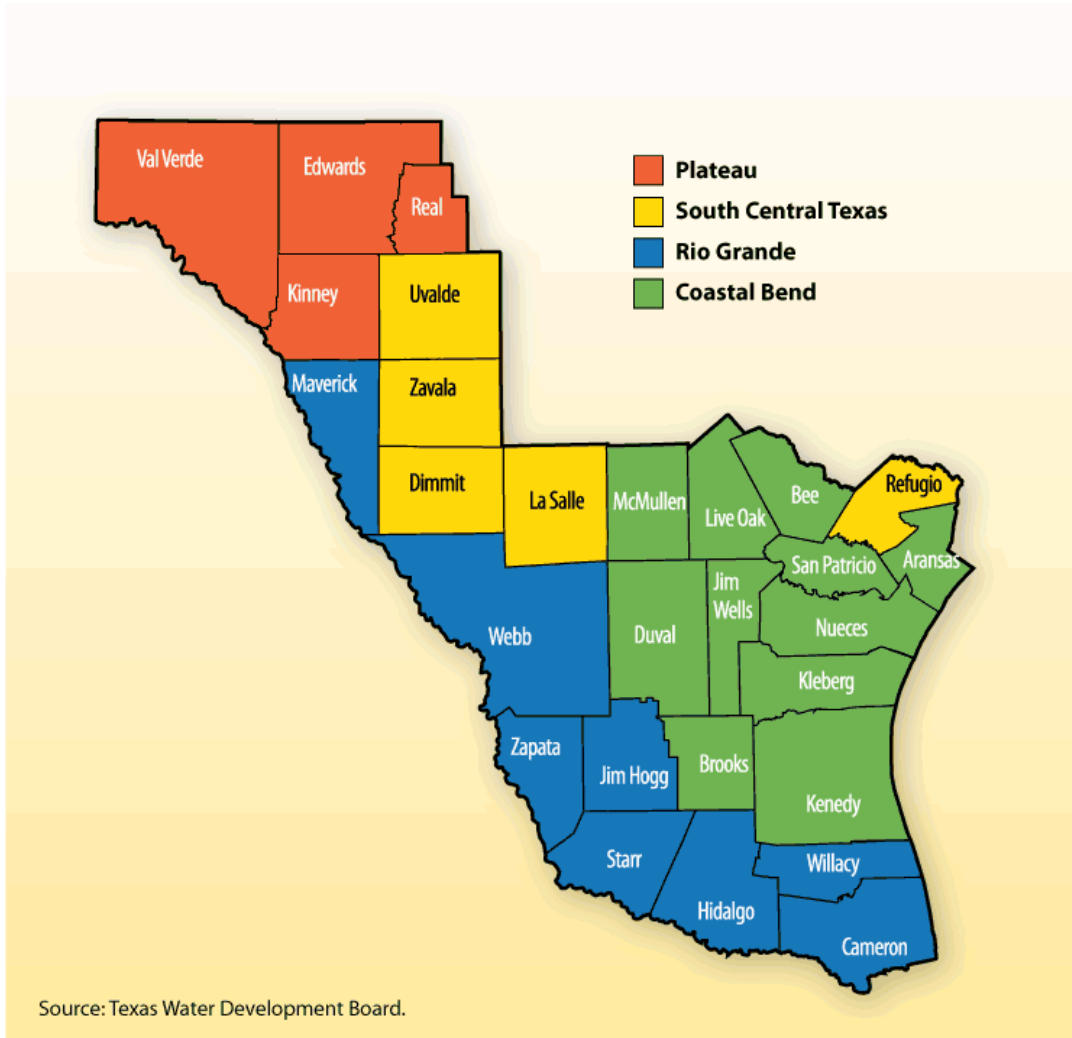 Val Verde
Edwards
Real
Plateau
South Central Texas
Rio Grande
Coastal Bend
Kinney
Uvalde
Maverick
Zavala
Dimmit
La Salle
McMullen
Live Oak
Bee
Refugio
San Patricio
Aransas
Jim
Wells
Webb
Duval
Nueces
Kleberg
Zapata
Jim Hogg
Brooks
Kenedy
Starr
Willacy
Hidalgo
Cameron
Source: Texas Water Development Board.